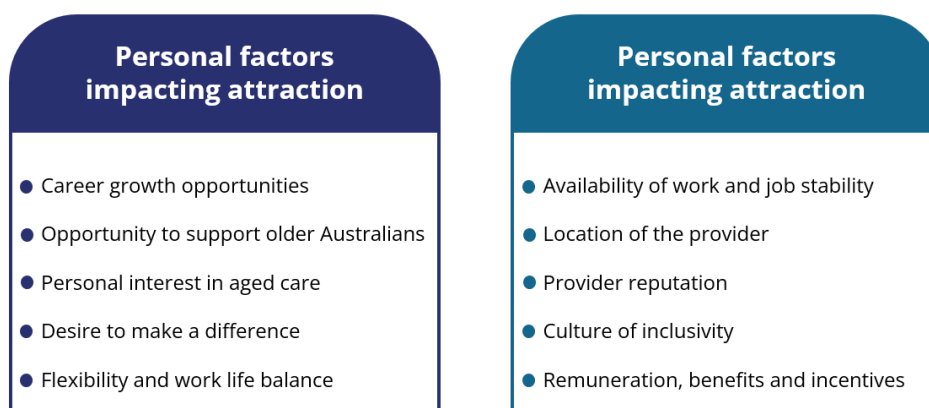 Personal factors
impacting attraction
Career growth opportunities
Opportunity to support older Australians
Personal interest in aged care
Desire to make a difference
Flexibility and work life balance
Personal factors
impacting attraction
Availability of work and job stability
Location of the provider
Provider reputation
Culture of inclusivity
Remuneration, benefits and incentives